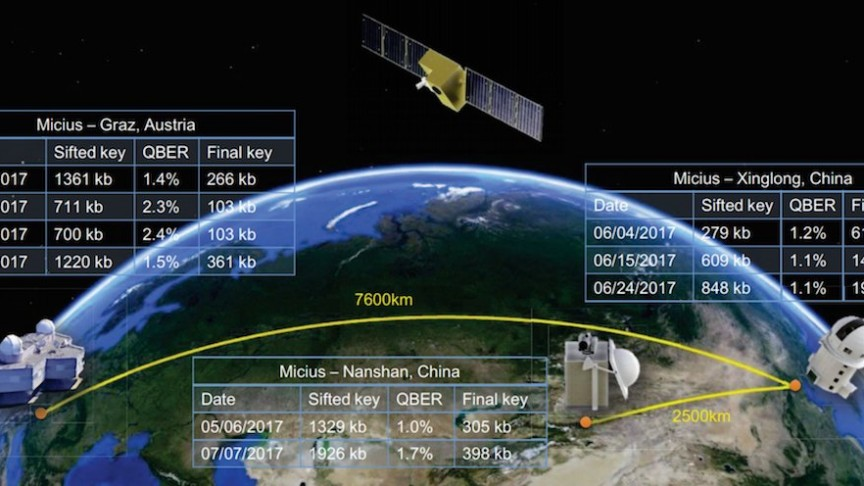 Micius – Graz, Austria
Sifted key QBER Final key
017 1361 kb 1.4% 266 kb
017 711 kb 2.3% 103 kb
017 700 kb 2.4% 103 kb
017 1220 kb 1.5% 361 kb
Micius – Xinglong, China
Date Sifted key QBER Fi
06/04/2017 279 kb 1.2% 61
06/15/2017 609 kb 1.1% 14
06/24/2017 848 kb 1.1% 19
7600km
Micius – Nanshan, China
Date Sifted key QBER Final key
05/06/2017 1329 kb 1.0% 305 kb
07/07/2017 1926 kb 1.7% 398 kb
2500km